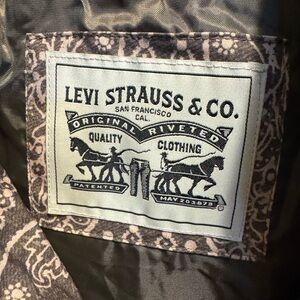 LEVI STRAUSS & CO.
SAN FRANCISCO
CAL.
ORIGINAL RIVETED
QUALITY CLOTHING
PATENTED
MAY 20 1873
®